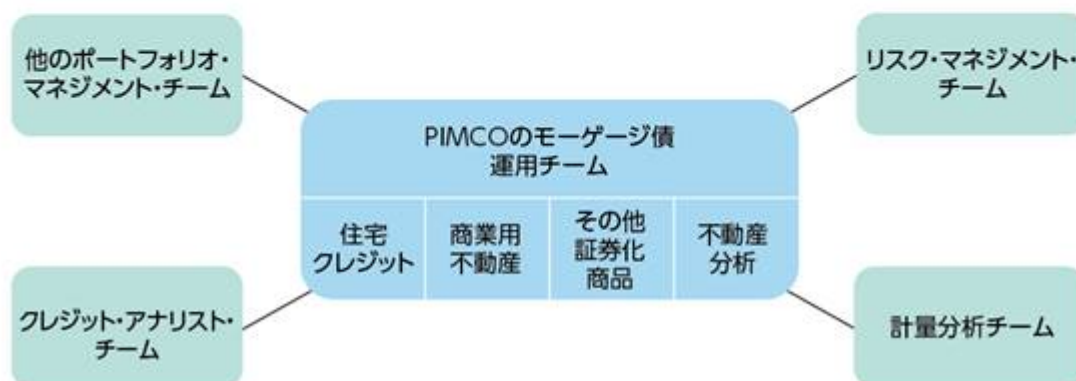 他のポートフォリオ・
マネジメント・チーム
リスク・マネジメント・
チーム
PIMCOのモーゲージ債
運用チーム
住宅
クレジット
商業用
不動産
その他
証券化
商品
不動産
分析
クレジット・アナリスト・
チーム
計量分析チーム